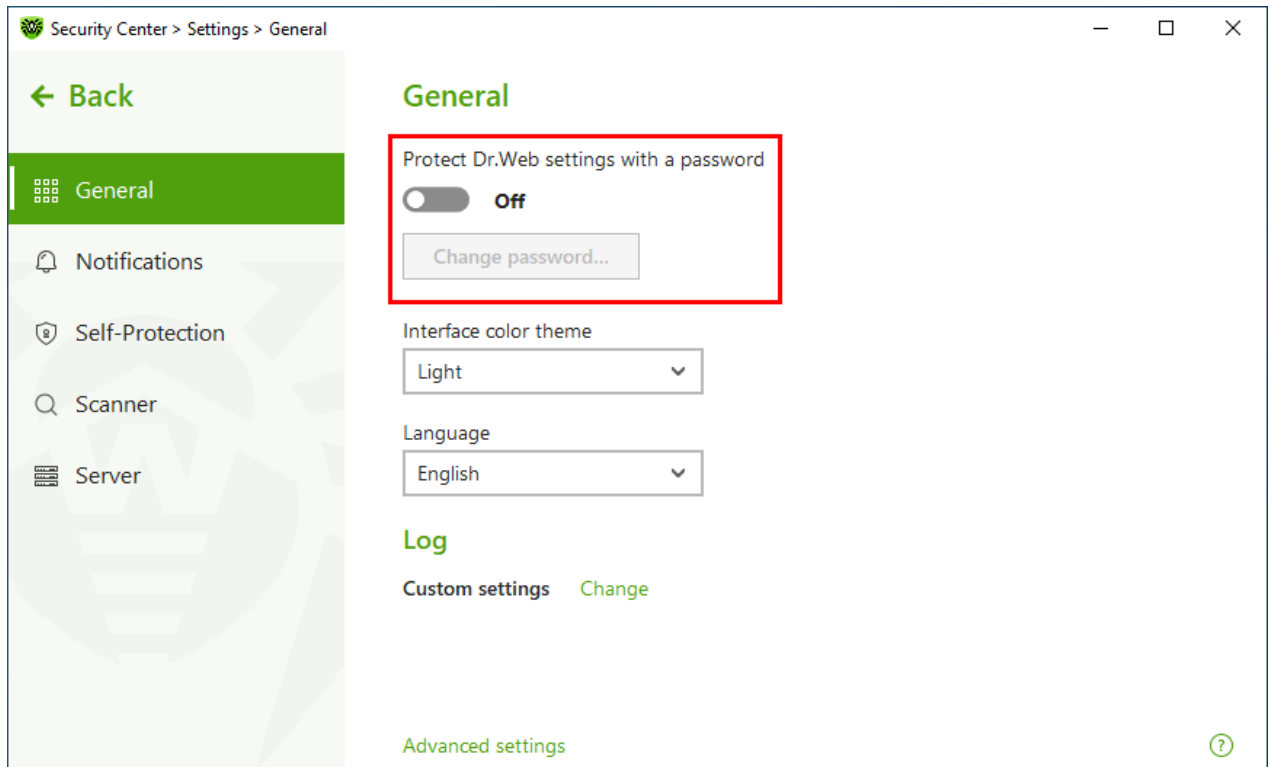 Security Center > Settings > General
Back
General
Notifications
Self-Protection
Scanner
Server
General
Protect Dr.Web settings with a password
Off
Change password...
Interface color theme
Light
Language
English
Log
Custom settings Change
Advanced settings
?